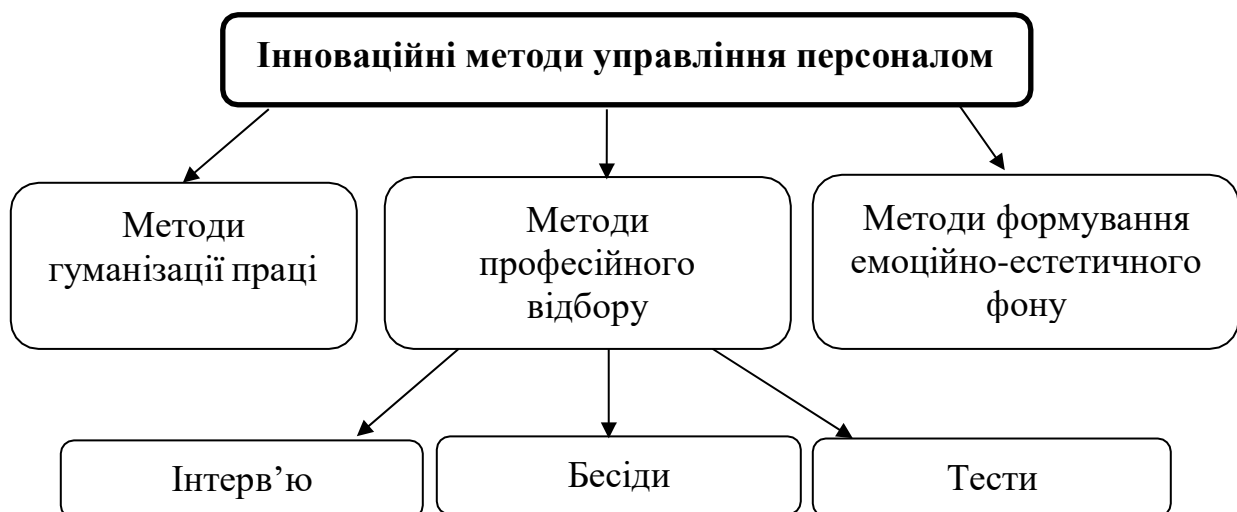 Інноваційні методи управління персоналом
Методи
гуманізації праці
Методи
професійного
відбору
Методи формування
емоційно-естетичного
фону
Інтерв’ю
Бесіди
Тести